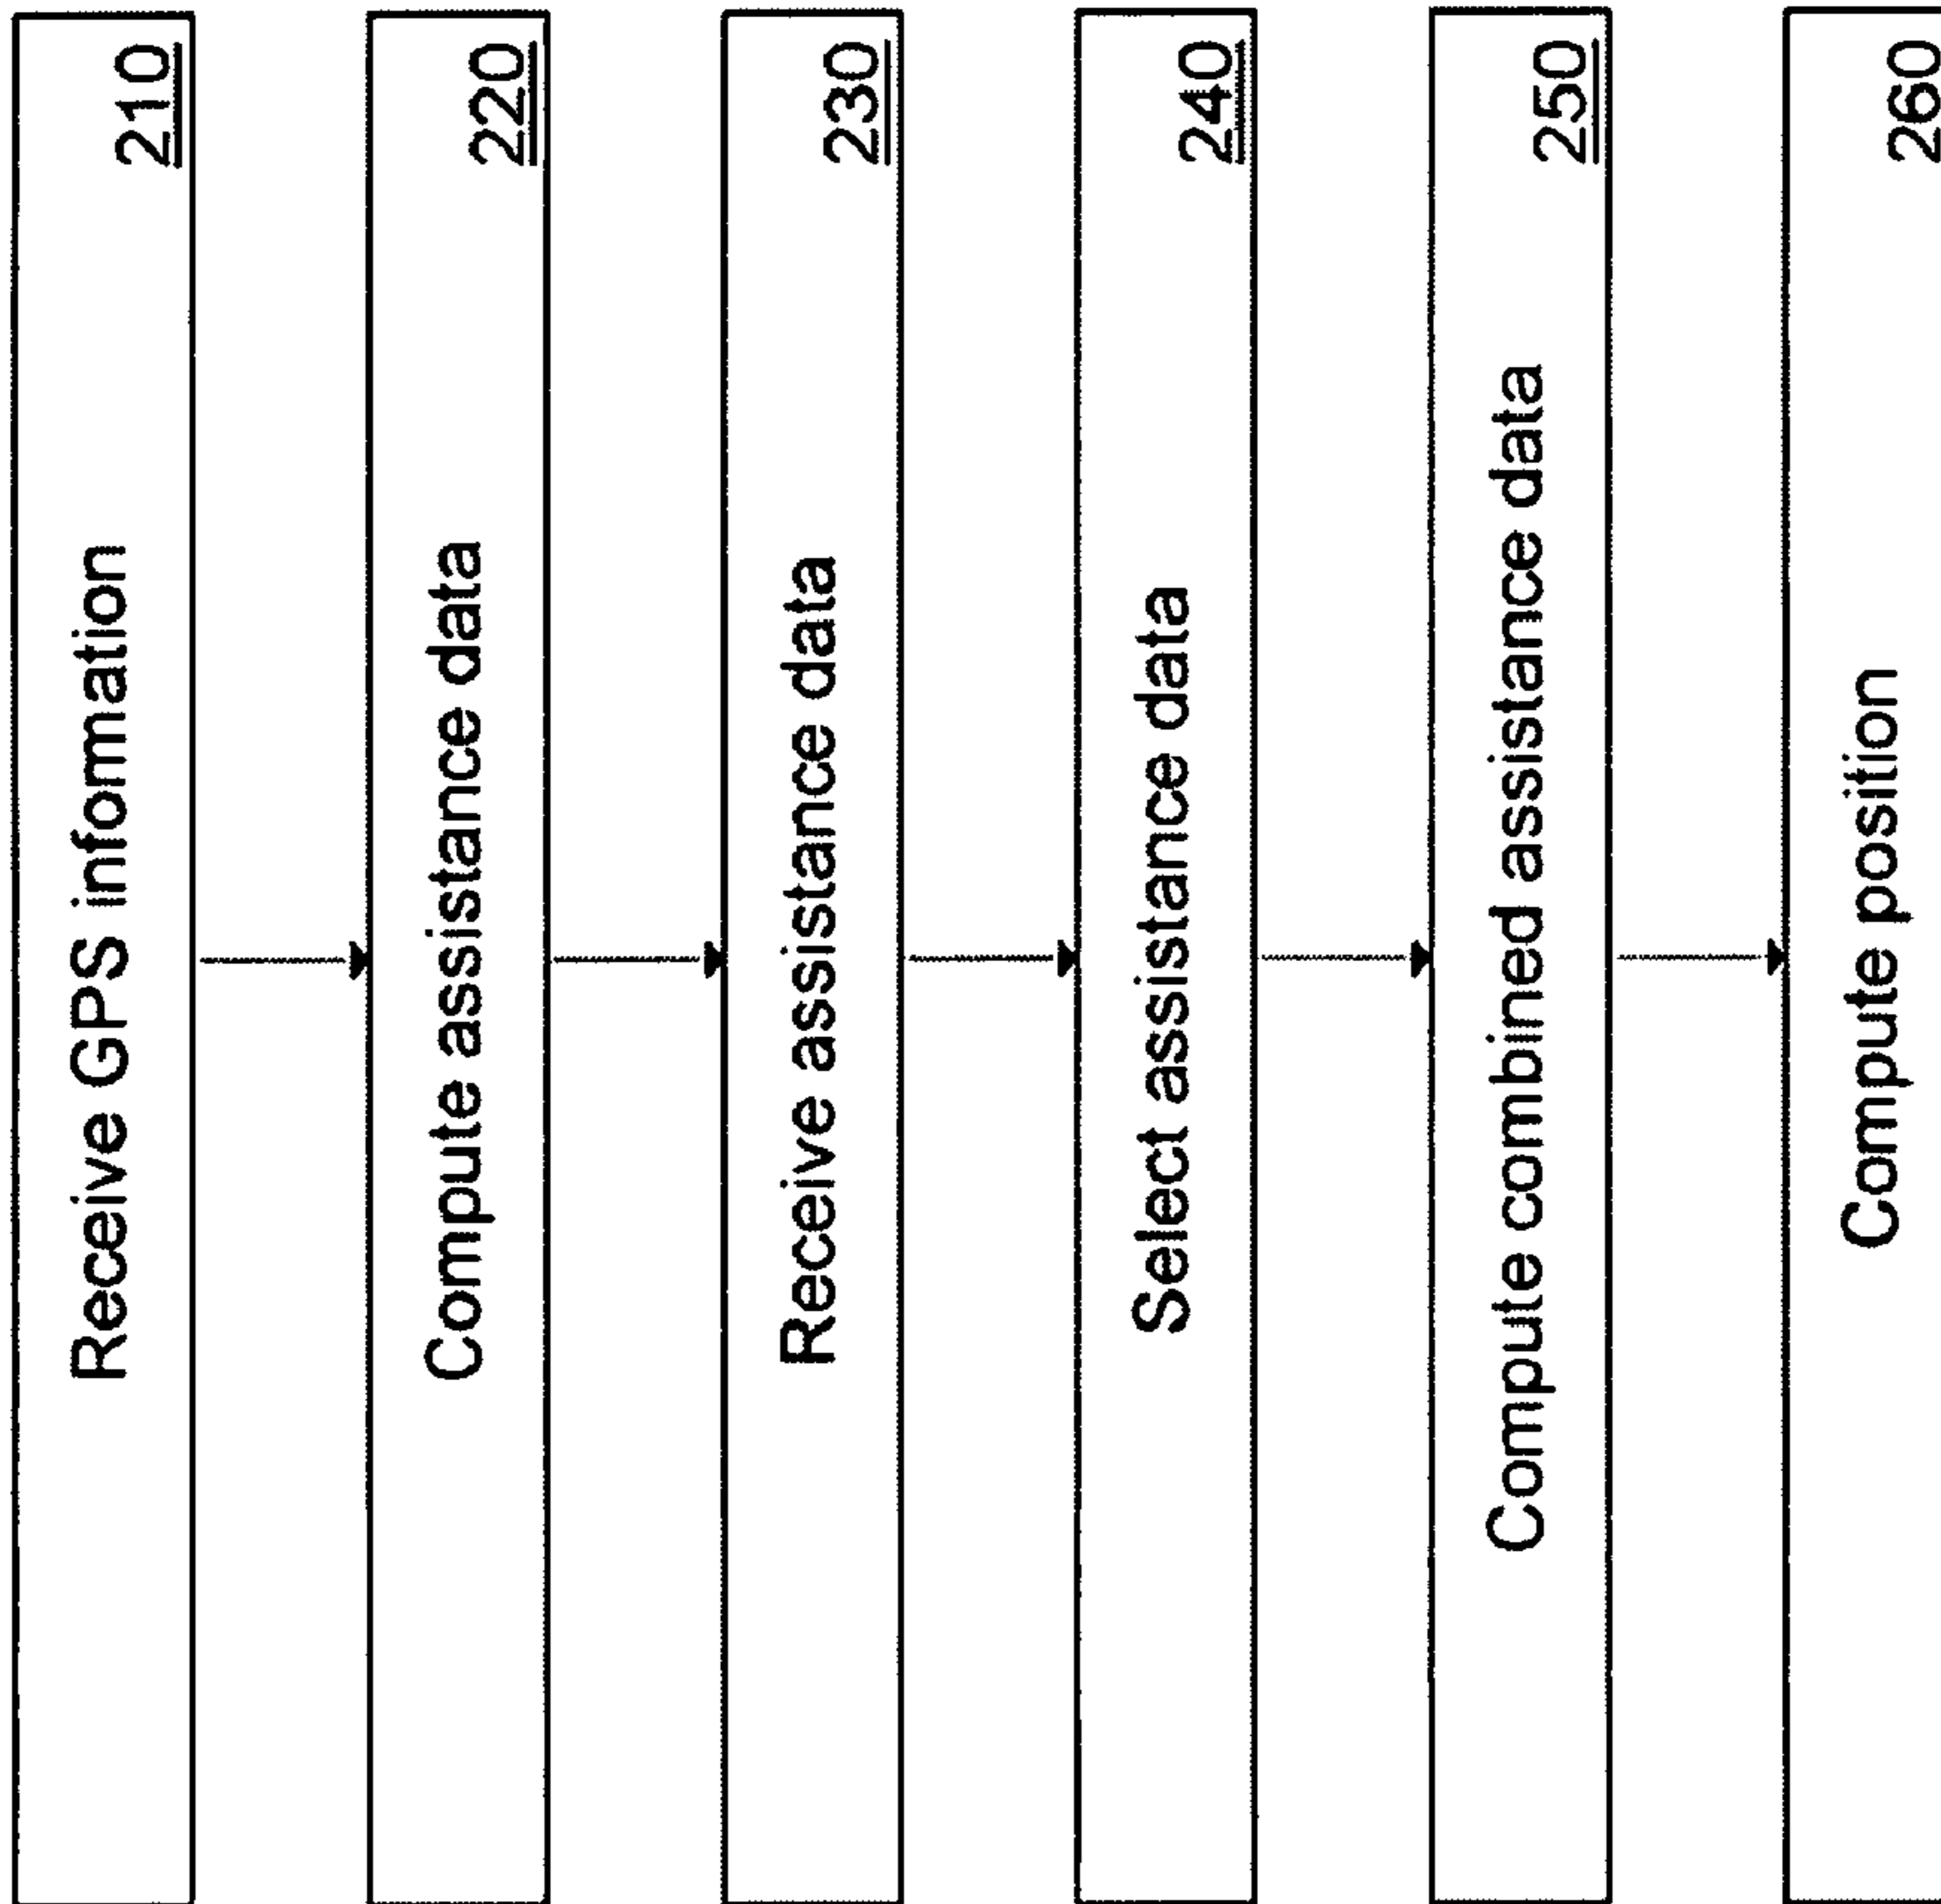 Receive GPS information
210
Compute assistance data
220
Receive assistance data
230
Select assistance data
240
Compute combined assistance data
250
Compute position
260